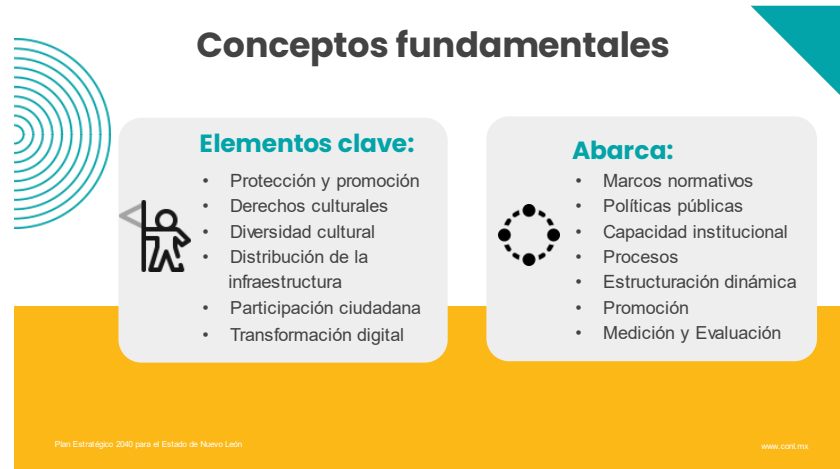 Conceptos fundamentales
Elementos clave:
• Protección y promoción
• Derechos culturales
• Diversidad cultural
• Distribución de la
infraestructura
• Participación ciudadana
• Transformación digital
Abarca:
• Marcos normativos
• Políticas públicas
• Capacidad institucional
• Procesos
• Estructuración dinámica
• Promoción
• Medición y Evaluación
Plan Estratégico 2040 para el Estado de Nuevo León
www.conl.mx